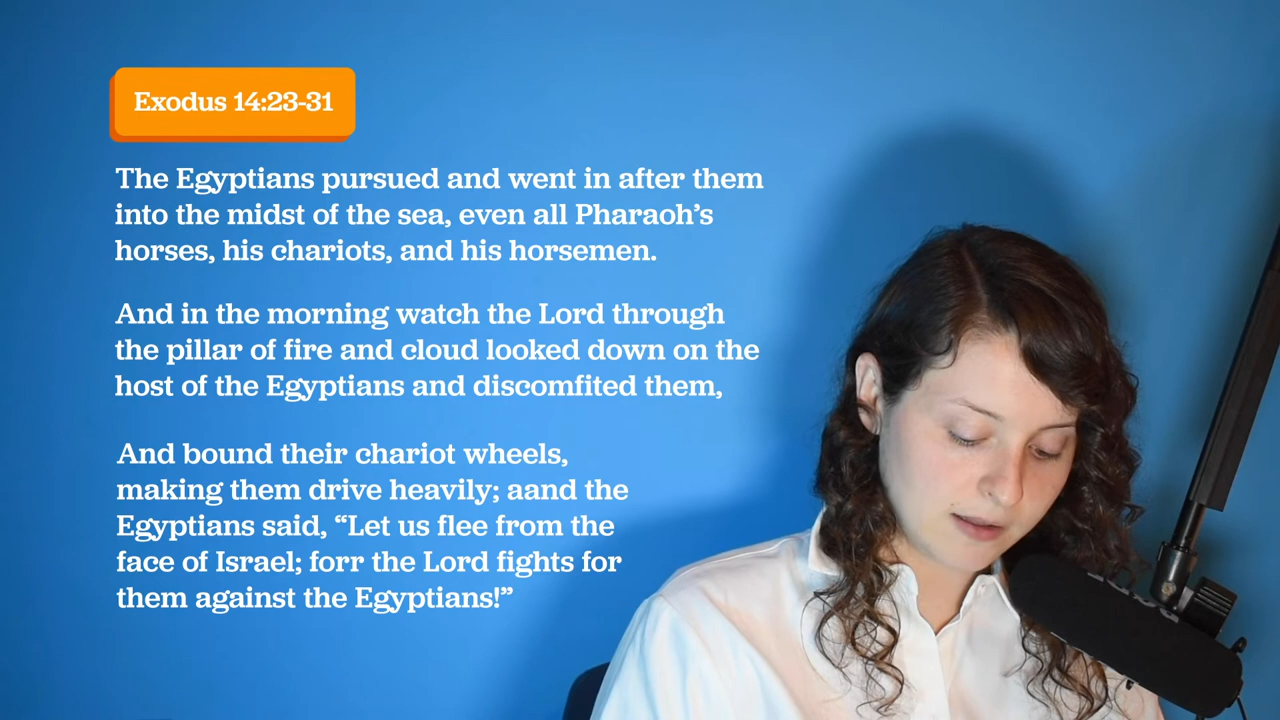 Exodus 14:23-31
The Egyptians pursued and went in after them
into the midst of the sea, even all Pharaoh’s
horses, his chariots, and his horsemen.
And in the morning watch the Lord through
the pillar of fire and cloud looked down on the
host of the Egyptians and discomfited them,
And bound their chariot wheels,
making them drive heavily; aand the
Egyptians said, “Let us flee from the
face of Israel; forr the Lord fights for
them against the Egyptians!”